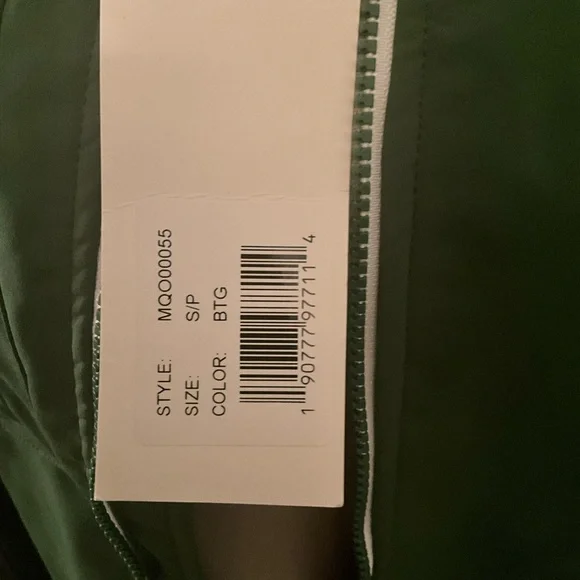 STYLE: MQO00055
SIZE: S/P
COLOR: BTG
1 90777 97711 4